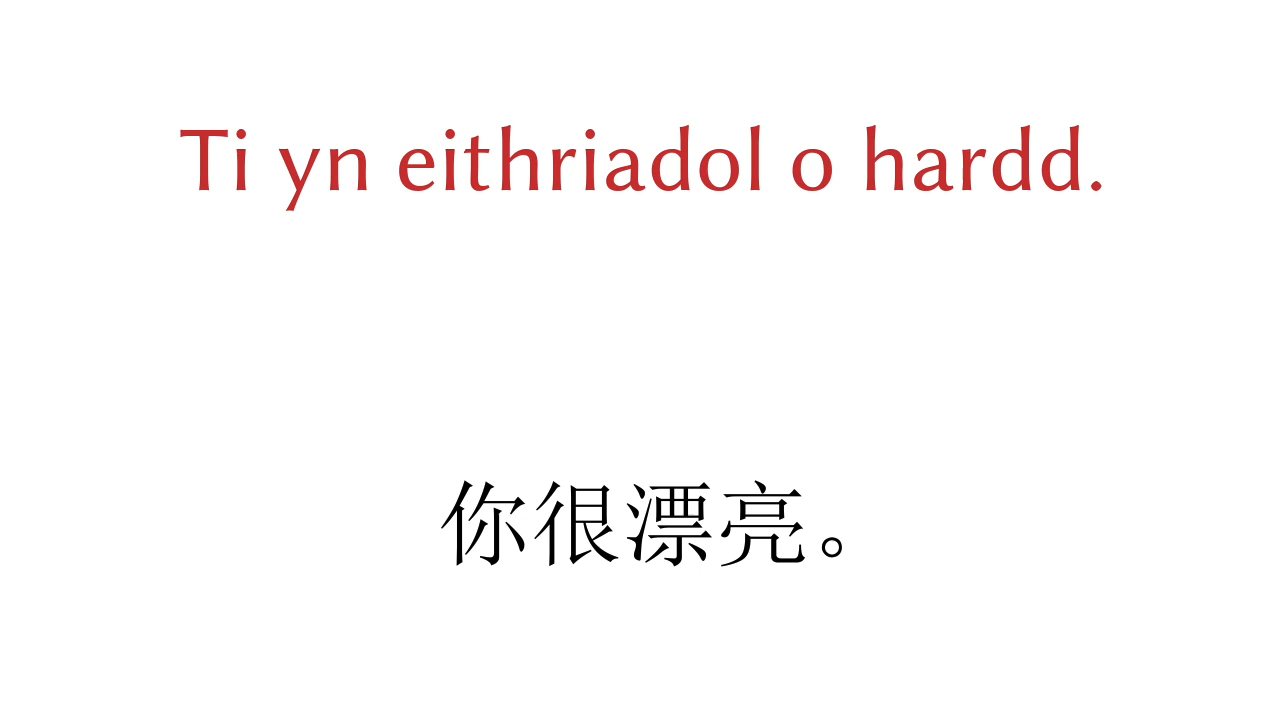 Ti yn eithriadol o hardd.
你很漂亮。